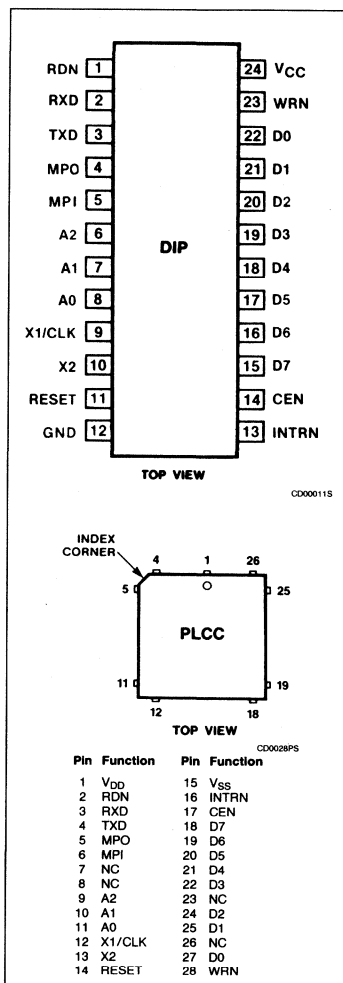 RDN 1 24 VCC
RXD 2 23 WRN
TXD 3 22 D0
MPO 4 21 D1
MPI 5 20 D2
A2 6 19 D3
A1 7 18 D4
A0 8 17 D5
X1/CLK 9 16 D6
X2 10 15 D7
RESET 11 14 CEN
GND 12 13 INTRN
DIP
TOP VIEW
CD00011S
INDEX
CORNER
4 1 26
5 25
PLCC
11 19
12 18
TOP VIEW
CD0028PS
Pin Function Pin Function
1 VDD 15 VSS
2 RDN 16 INTRN
3 RXD 17 CEN
4 TXD 18 D7
5 MPO 19 D6
6 MPI 20 D5
7 NC 21 D4
8 NC 22 D3
9 A2 23 NC
10 A1 24 D2
11 A0 25 D1
12 X1/CLK 26 NC
13 X2 27 D0
14 RESET 28 WRN